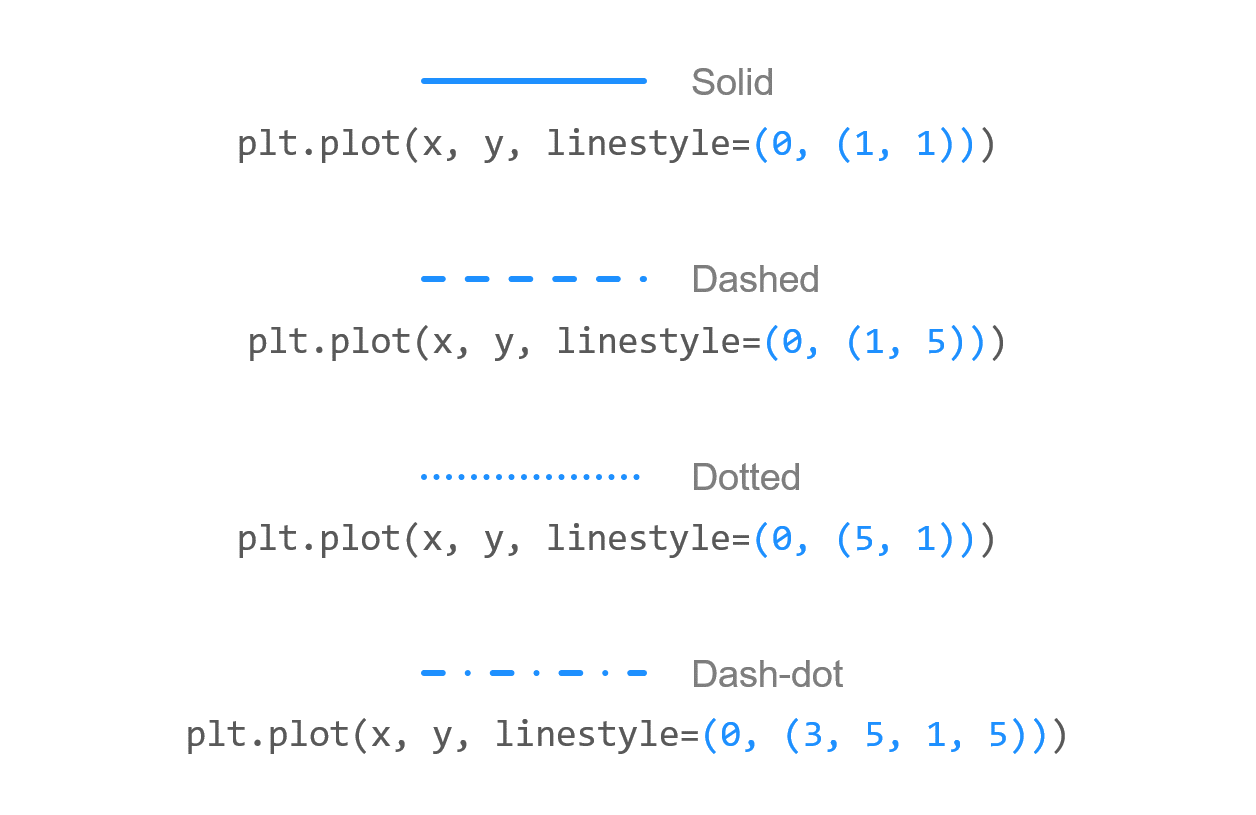 Solid
plt.plot(x, y, linestyle=(0, (1, 1)))
Dashed
plt.plot(x, y, linestyle=(0, (1, 5)))
Dotted
plt.plot(x, y, linestyle=(0, (5, 1)))
Dash-dot
plt.plot(x, y, linestyle=(0, (3, 5, 1, 5)))